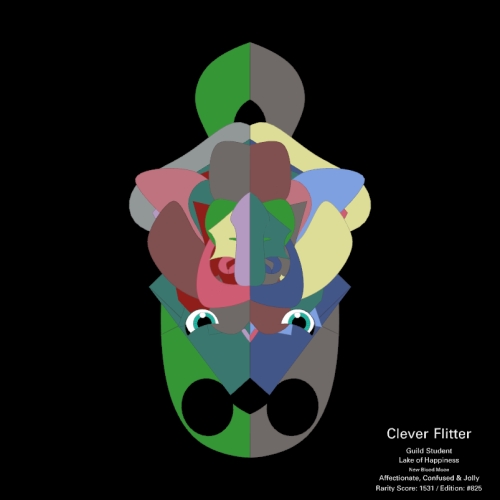 Clever Flitter
Guild Student
Lake of Happiness
New Blood Moon
Affectionate, Confused & Jolly
Rarity Score: 1531 / Edition: #825